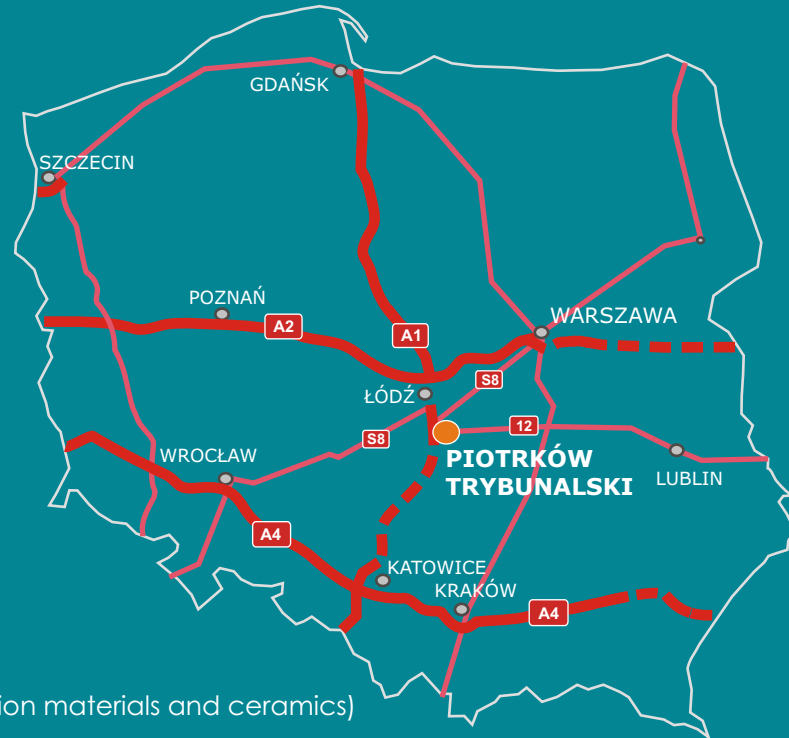 GDAŃSK
SZCZECIN
POZNAŃ
A2
A1
WARSZAWA
S8
ŁÓDŹ
12
S8
PIOTRKÓW
TRYBUNALSKI
WROCŁAW
LUBLIN
A4
KATOWICE
KRAKÓW
A4
materials and ceramics)